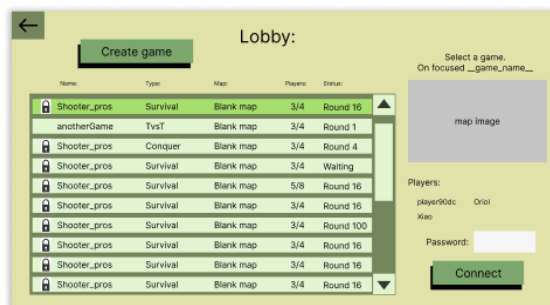 Lobby:
Create game
Name: Type: Map: Players: Status:
Shooter_pros Survival Blank map 3/4 Round 16
anotherGame TvsT Blank map 3/4 Round 1
Shooter_pros Conquer Blank map 3/4 Round 4
Shooter_pros Survival Blank map 3/4 Waiting
Shooter_pros Survival Blank map 5/8 Round 16
Shooter_pros Survival Blank map 3/4 Round 16
Shooter_pros Survival Blank map 3/4 Round 100
Shooter_pros Survival Blank map 3/4 Round 16
Shooter_pros Survival Blank map 3/4 Round 16
Shooter_pros Survival Blank map 3/4 Round 16
Select a game.
On focused __game_name__
map image
Players:
player90dc Oriol
Xiao
Password:
Connect